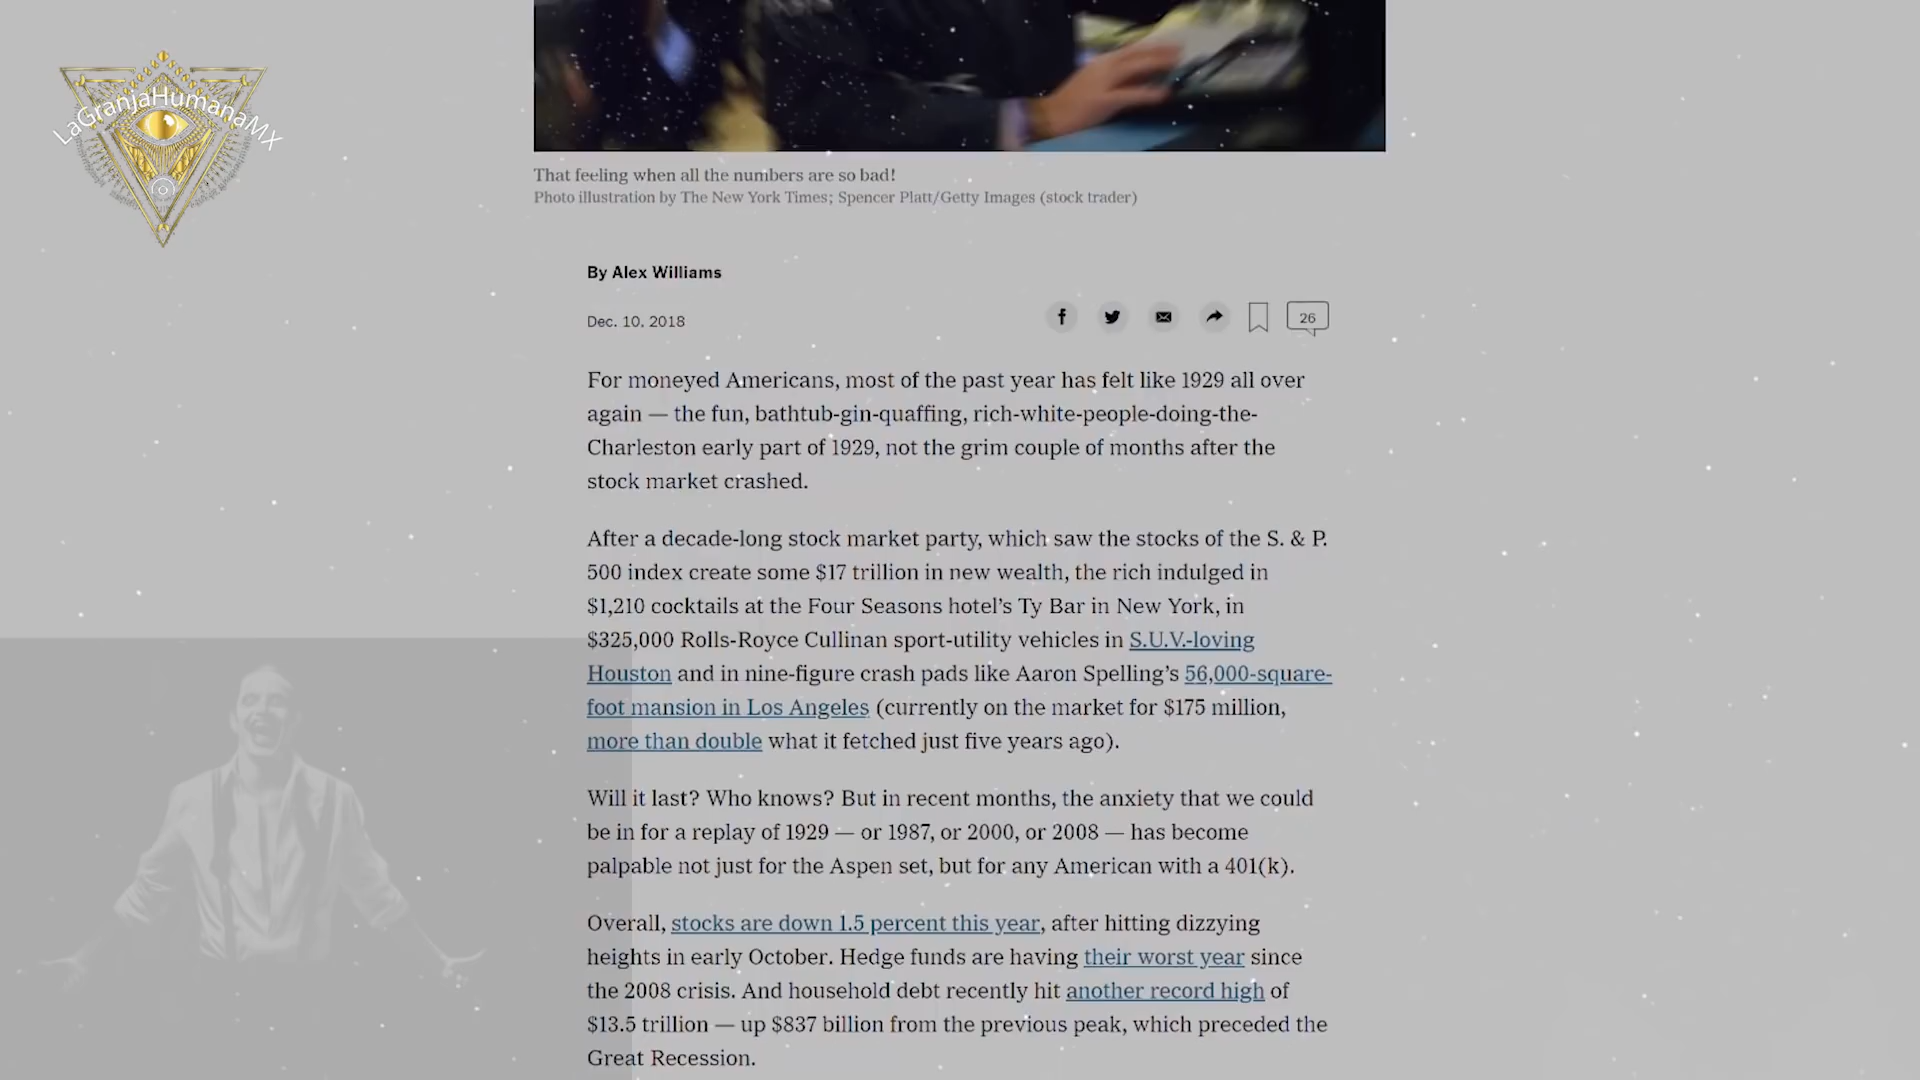 LaGranjaHumanaMX
That feeling when all the numbers are so bad!
Photo illustration by The New York Times; Spencer Platt/Getty Images (stock trader)
By Alex Williams
Dec. 10, 2018
26
For moneyed Americans, most of the past year has felt like 1929 all over
again — the fun, bathtub-gin-quaffing, rich-white-people-doing-the-
Charleston early part of 1929, not the grim couple of months after the
stock market crashed.
After a decade-long stock market party, which saw the stocks of the S. & P.
500 index create some $17 trillion in new wealth, the rich indulged in
$1,210 cocktails at the Four Seasons hotel’s Ty Bar in New York, in
$325,000 Rolls-Royce Cullinan sport-utility vehicles in S.U.V.-loving
Houston and in nine-figure crash pads like Aaron Spelling’s 56,000-square-
foot mansion in Los Angeles (currently on the market for $175 million,
more than double what it fetched just five years ago).
Will it last? Who knows? But in recent months, the anxiety that we could
be in for a replay of 1929 — or 1987, or 2000, or 2008 — has become
palpable not just for the Aspen set, but for any American with a 401(k).
Overall, stocks are down 1.5 percent this year, after hitting dizzying
heights in early October. Hedge funds are having their worst year since
the 2008 crisis. And household debt recently hit another record high of
$13.5 trillion — up $837 billion from the previous peak, which preceded the
Great Recession.